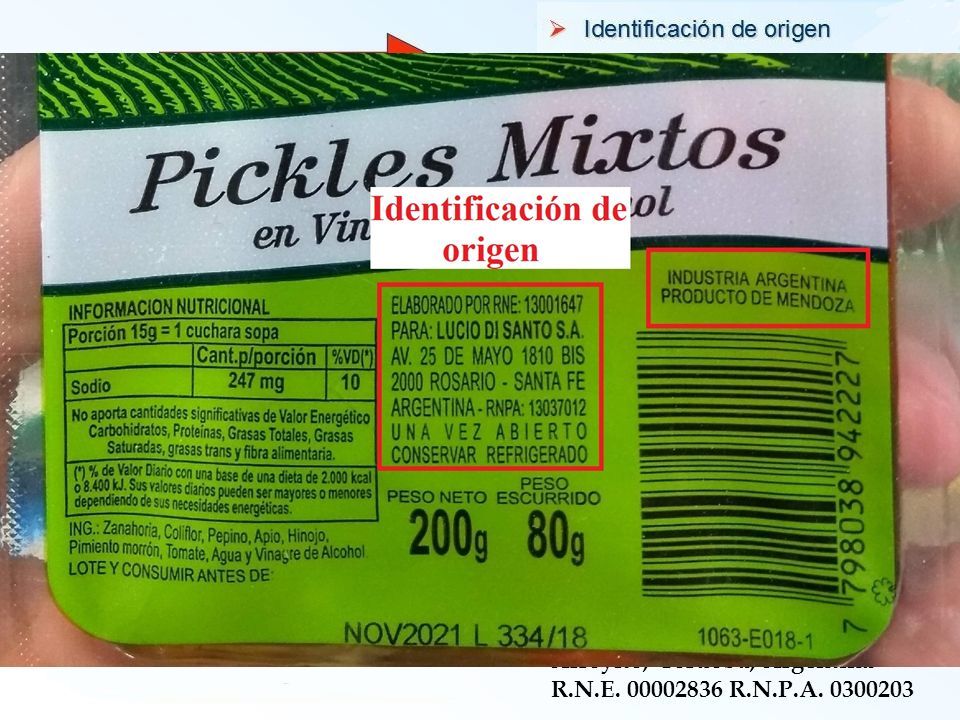 Identificación de origen
Pickles Mixtos
en Vin
ol
Identificación de
origen
INFORMACION NUTRICIONAL
Porción 15g = 1 cuchara sopa
Cant.p/porción %VD(*)
Sodio 247 mg 10
No aporta cantidades significativas de Valor Energético
Carbohidratos, Proteínas, Grasas Totales, Grasas
Saturadas, grasas trans y fibra alimentaria.
(*) % de Valor Diario con una base de una dieta de 2.000 kcal
o 8.400 kJ. Sus valores diarios pueden ser mayores o menores
dependiendo de sus necesidades energéticas.
ING.: Zanahoria, Coliflor, Pepino, Apio, Hinojo,
Pimiento morrón, Tomate, Agua y Vinagre de Alcohol
LOTE Y CONSUMIR ANTES DE:
NOV2021 L 334/18
ELABORADO POR RNE: 13001647
PARA: LUCIO DI SANTO S.A.
AV. 25 DE MAYO 1810 BIS
2000 ROSARIO - SANTA FE
ARGENTINA - RNPA: 13037012
UNA VEZ ABIERTO
CONSERVAR REFRIGERADO
PESO NETO
200g
PESO
ESCURRIDO
80g
INDUSTRIA ARGENTINA
PRODUCTO DE MENDOZA
7 798038 942227
1063-E018-1
R.N.E. 00002836 R.N.P.A. 0300203